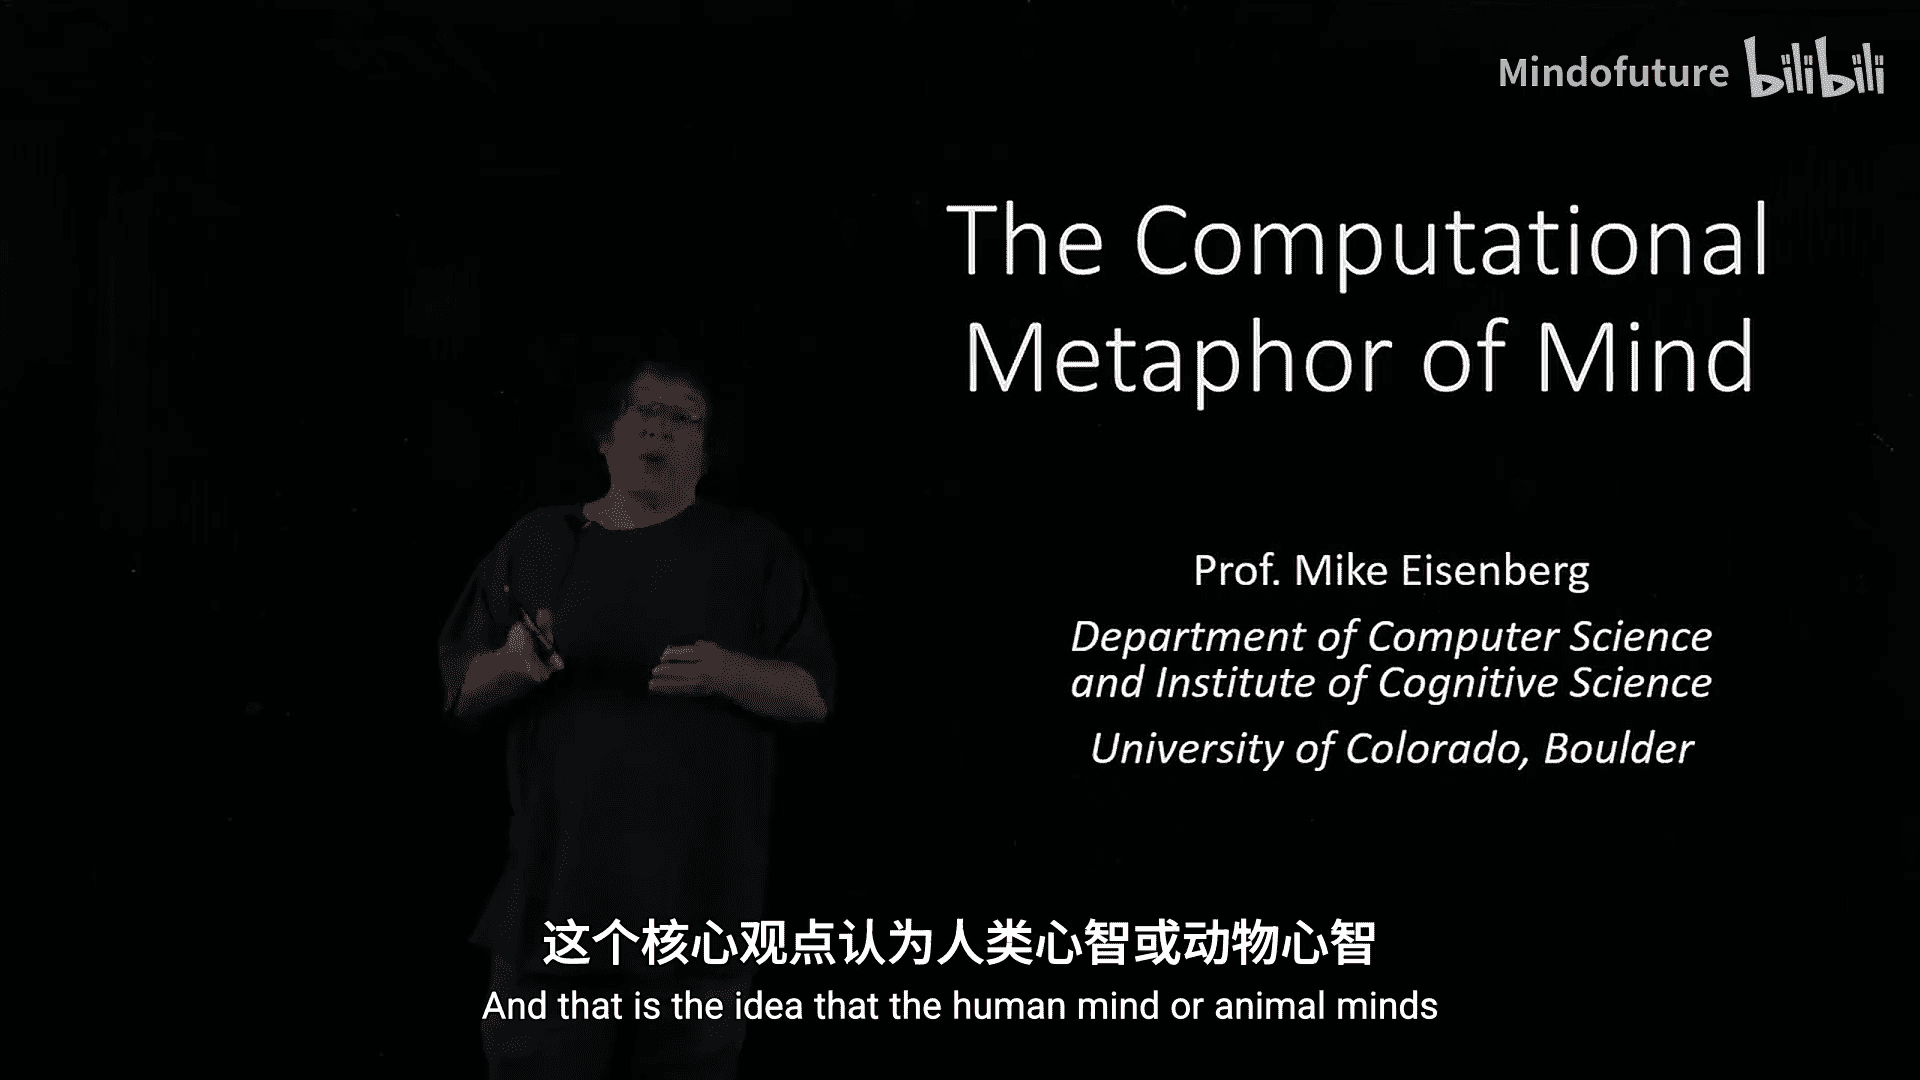 Mindofuture bilibili
The Computational
Metaphor of Mind
Prof. Mike Eisenberg
Department of Computer Science
and Institute of Cognitive Science
University of Colorado, Boulder
这个核心观点认为人类心智或动物心智
And that is the idea that the human mind or animal minds